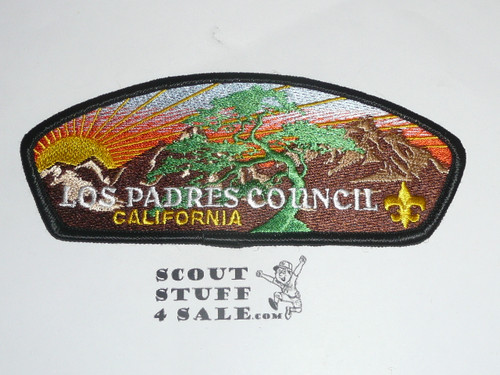 LOS PADRES COUNCIL
CALIFORNIA
SCOUT
STUFF
4 SALE.COM